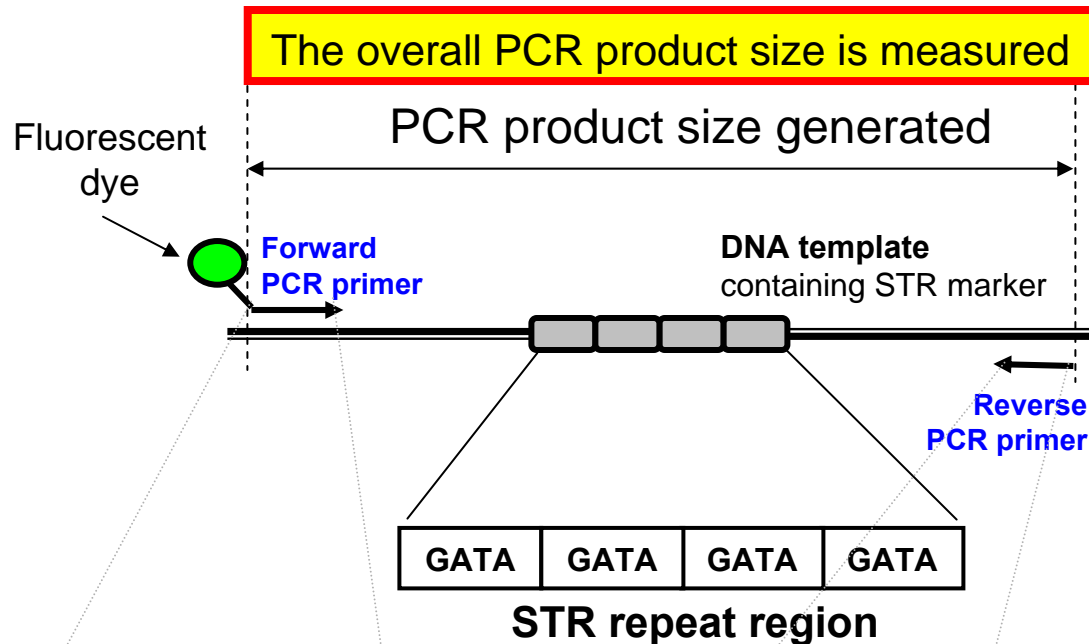 The overall PCR product size is measured
PCR product size generated
Fluorescent
dye
Forward
PCR primer
DNA template
containing STR marker
Reverse
PCR primer
GATA GATA GATA GATA
STR repeat region